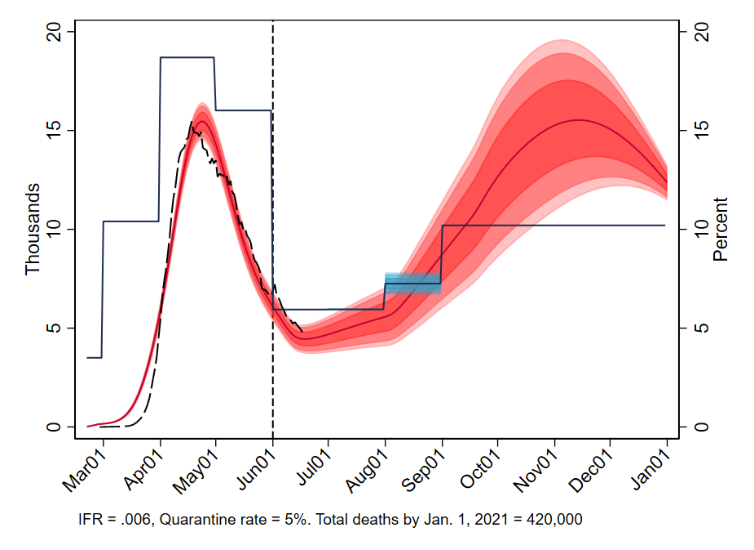 20
15
10
5
0
Thousands
20
15
10
5
0
Percent
Mar01
Apr01
May01
Jun01
Jul01
Aug01
Sep01
Oct01
Nov01
Dec01
Jan01
IFR = .006, Quarantine rate = 5%. Total deaths by Jan. 1, 2021 = 420,000